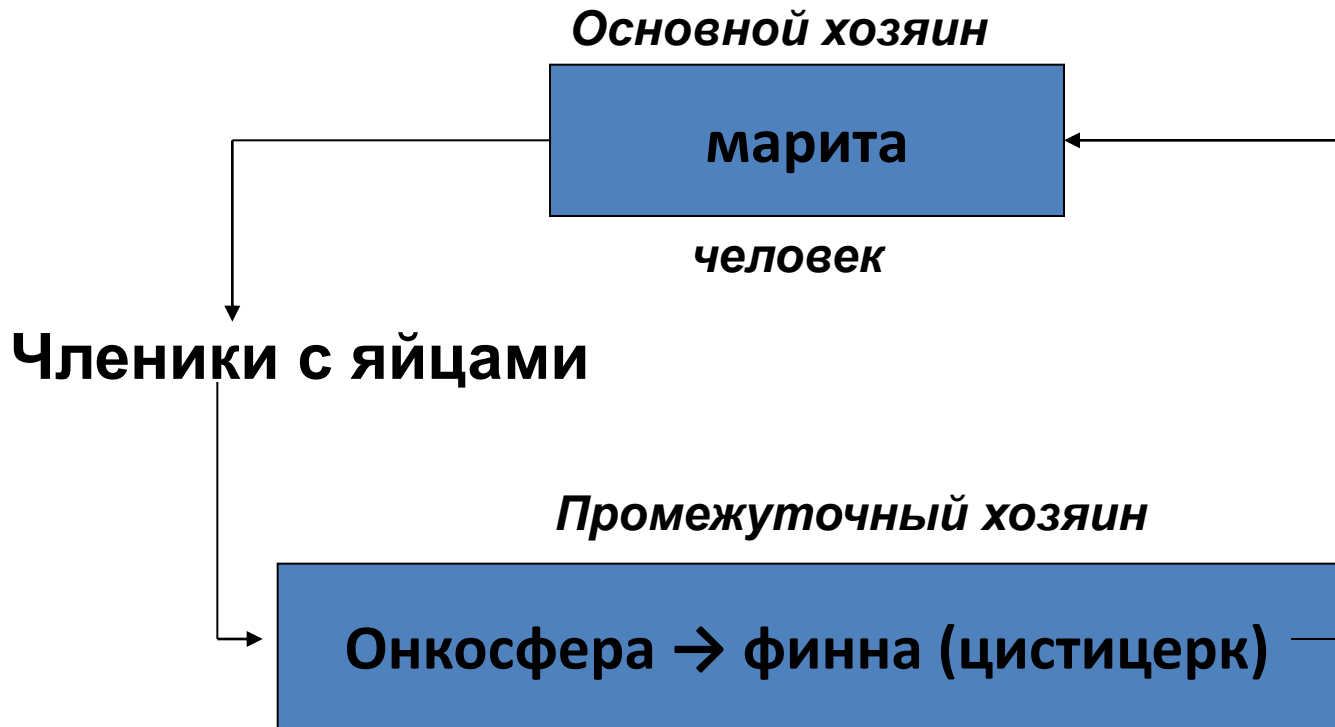 Основной хозяин
марита
человек
Членики с яйцами
Промежуточный хозяин
Онкосфера → финна (цистицерк)